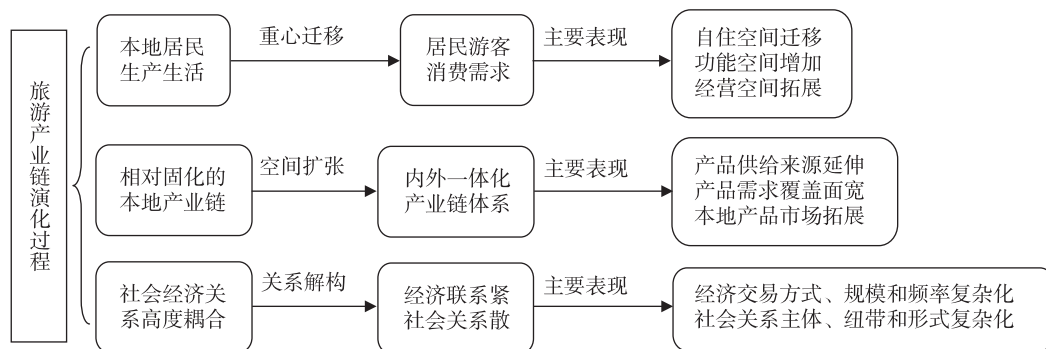 旅游产业链演化过程
本地居民
生产生活
重心迁移
居民游客
消费需求
主要表现
自住空间迁移
功能空间增加
经营空间拓展
相对固化的
本地产业链
空间扩张
内外一体化
产业链体系
主要表现
产品供给来源延伸
产品需求覆盖面宽
本地产品市场拓展
社会经济关
系高度耦合
关系解构
经济联系紧
社会关系散
主要表现
经济交易方式、规模和频率复杂化
社会关系主体、纽带和形式复杂化